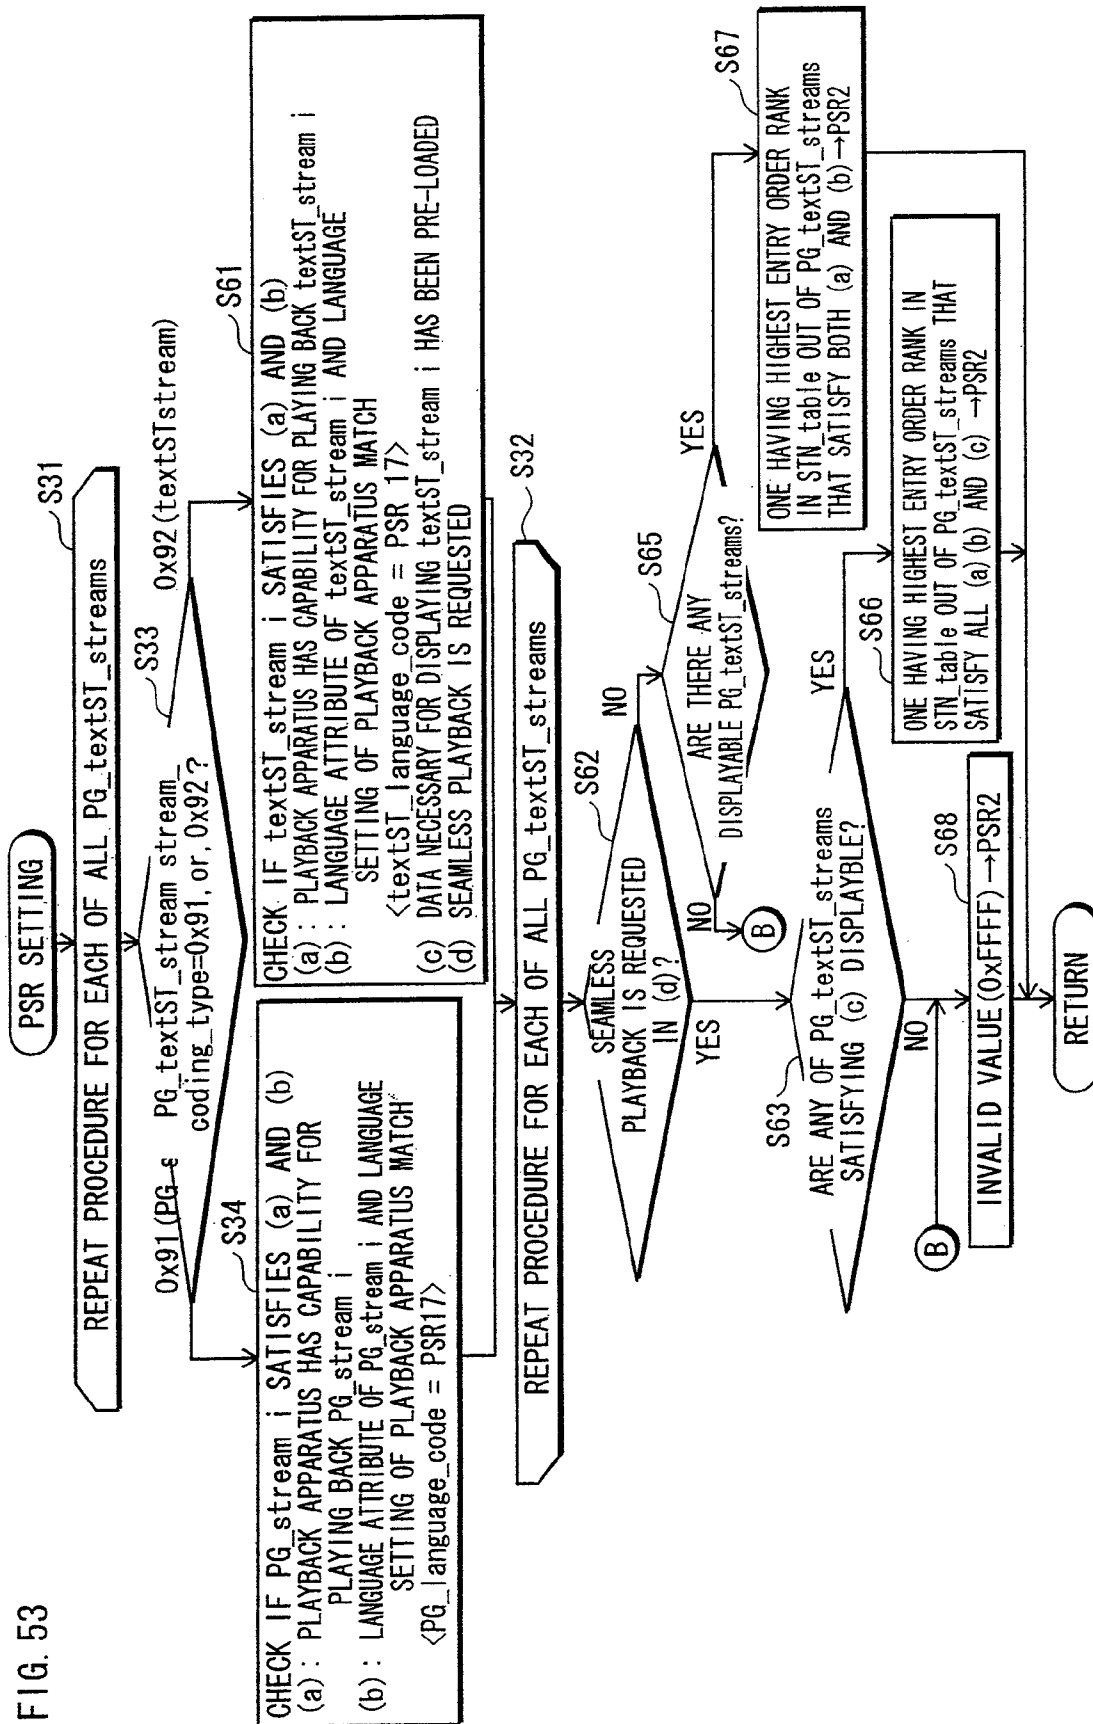 FIG. 53
PSR SETTING
S31
REPEAT PROCEDURE FOR EACH OF ALL PG_textST_streams
S33
PG_textST_stream stream_
coding_type=0x91, or, 0x92?
0x91(PG s
0x92(textSTstream)
S34
CHECK IF PG_stream i SATISFIES (a) AND (b)
(a): PLAYBACK APPARATUS HAS CAPABILITY FOR
PLAYING BACK PG_stream i
(b): LANGUAGE ATTRIBUTE OF PG_stream i AND LANGUAGE
SETTING OF PLAYBACK APPARATUS MATCH
<PG_language_code = PSR17>
S61
CHECK IF textST_stream i SATISFIES (a) AND (b)
(a): PLAYBACK APPARATUS HAS CAPABILITY FOR PLAYING BACK textST_stream i
(b): LANGUAGE ATTRIBUTE OF textST_stream i AND LANGUAGE
SETTING OF PLAYBACK APPARATUS MATCH
<textST_language_code = PSR 17>
(c) DATA NECESSARY FOR DISPLAYING textST_stream i HAS BEEN PRE-LOADED
(d) SEAMLESS PLAYBACK IS REQUESTED
S32
REPEAT PROCEDURE FOR EACH OF ALL PG_textST_streams
S62
SEAMLESS
PLAYBACK IS REQUESTED
IN (d)?
NO
YES
S65
ARE THERE ANY
DISPLAYABLE PG_textST_streams?
NO
B
YES
S67
ONE HAVING HIGHEST ENTRY ORDER RANK
IN STN_table OUT OF PG_textST_streams
THAT SATISFY BOTH (a) AND (b)→PSR2
S63
ARE ANY OF PG_textST_streams
SATISFYING (c) DISPLAYBLE?
YES
NO
S66
ONE HAVING HIGHEST ENTRY ORDER RANK IN
STN_table OUT OF PG_textST_streams THAT
SATISFY ALL (a)(b) AND (c)→PSR2
B
S68
INVALID VALUE(0xFFFF)→PSR2
RETURN